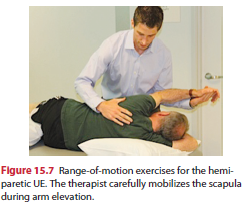 Figure 15.7 Range-of-motion exercises for the hemi-
paretic UE. The therapist carefully mobilizes the scapula
during arm elevation.